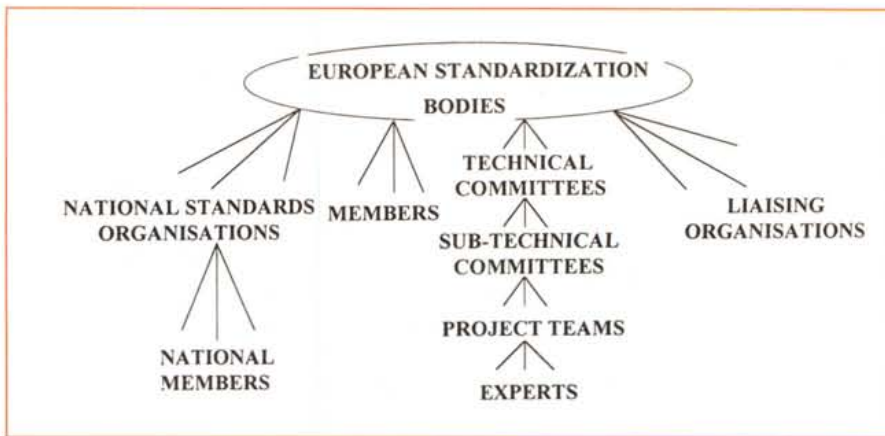 EUROPEAN STANDARDIZATION
BODIES
NATIONAL STANDARDS
ORGANISATIONS
NATIONAL
MEMBERS
MEMBERS
TECHNICAL
COMMITTEES
SUB-TECHNICAL
COMMITTEES
PROJECT TEAMS
EXPERTS
LIAISING
ORGANISATIONS